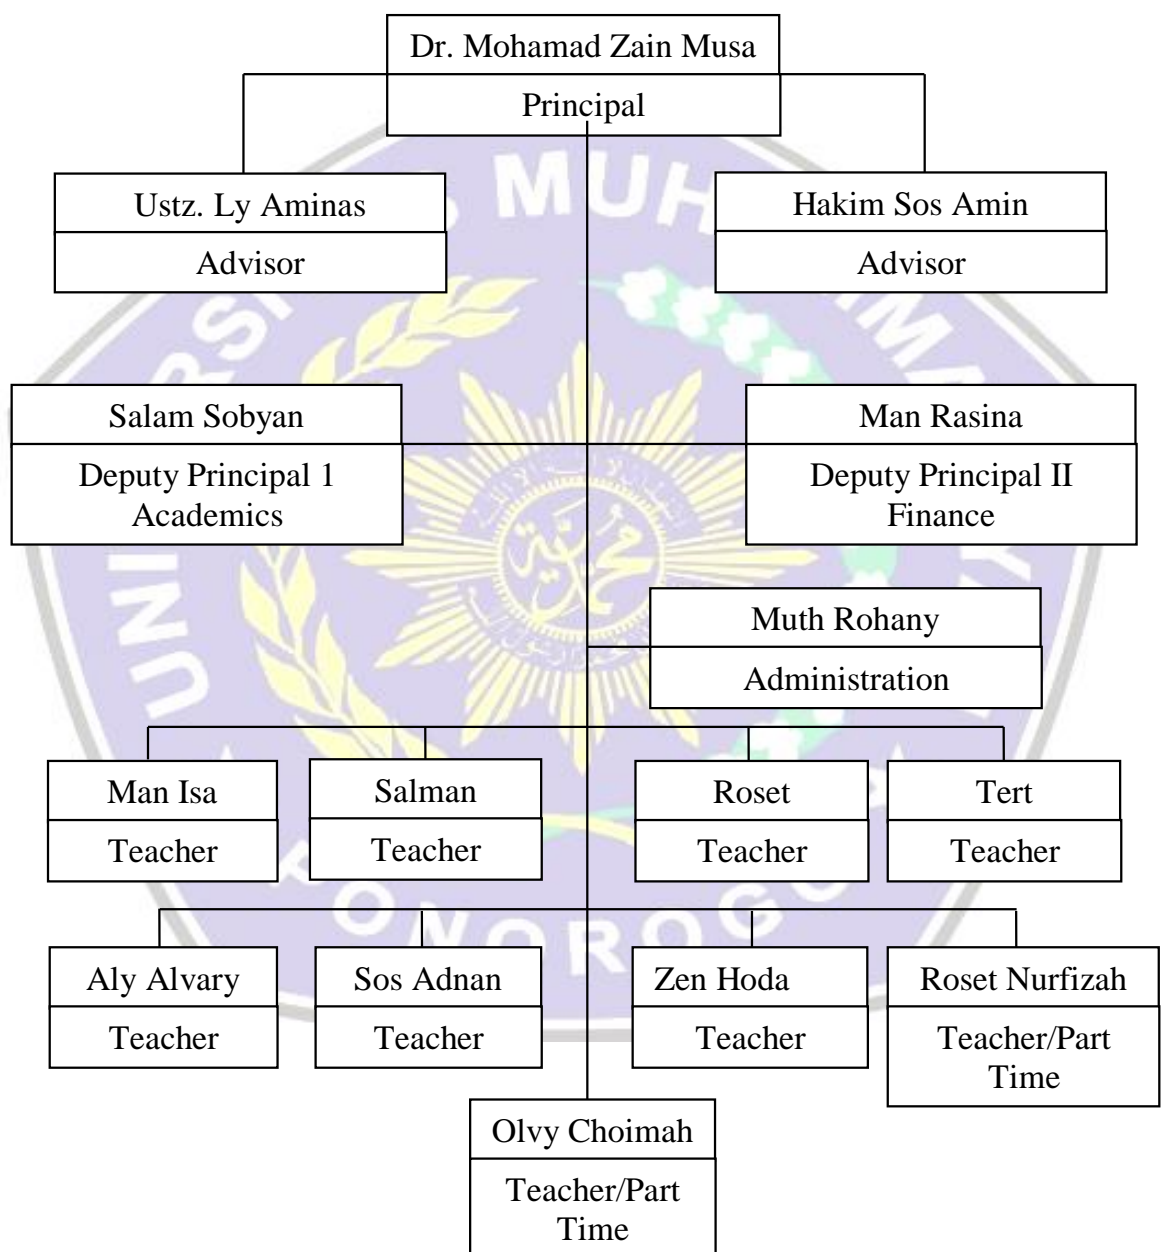 Dr. Mohamad Zain Musa
Principal
Ustz. Ly Aminas
Advisor
Hakim Sos Amin
Advisor
Salam Sobyan
Deputy Principal 1
Academics
Man Rasina
Deputy Principal II
Finance
Muth Rohany
Administration
Man Isa
Teacher
Salman
Teacher
Roset
Teacher
Tert
Teacher
Aly Alvary
Teacher
Sos Adnan
Teacher
Zen Hoda
Teacher
Roset Nurfizah
Teacher/Part
Time
Olvy Choimah
Teacher/Part
Time
PONOROGO